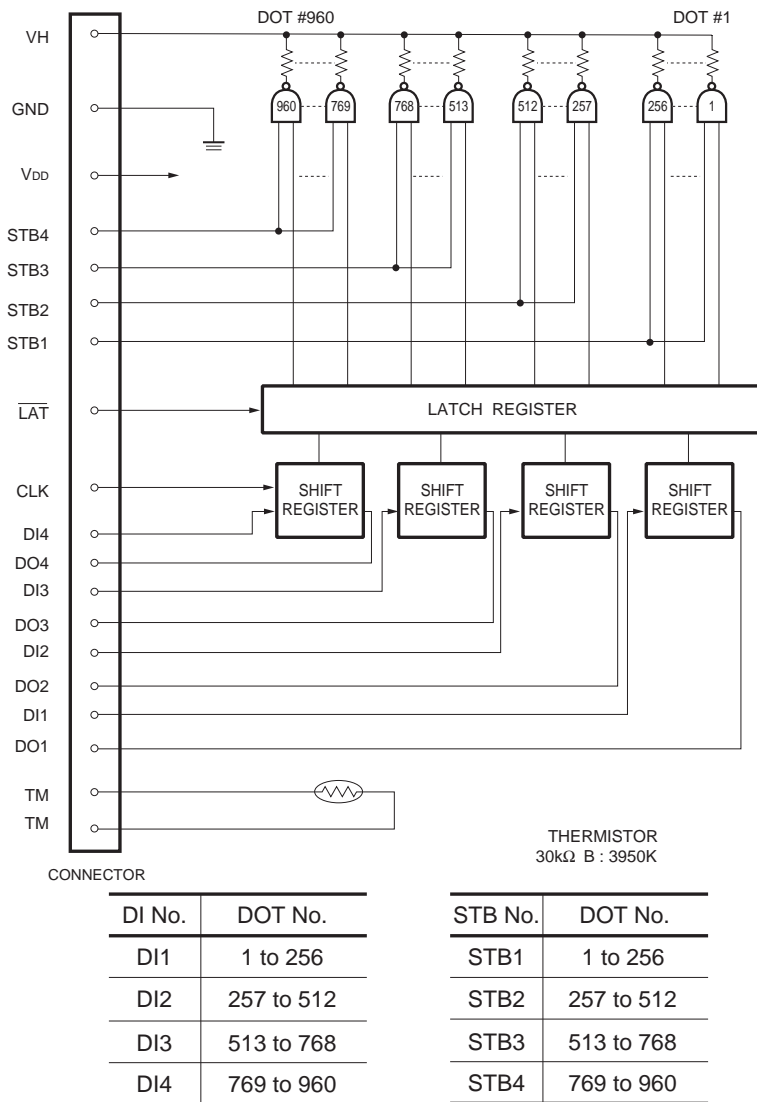 DOT #960 DOT #1
VH
960 769 768 513 512 257 256 1
GND
VDD
STB4
STB3
STB2
STB1
LAT
LATCH REGISTER
CLK
SHIFT REGISTER
SHIFT REGISTER
SHIFT REGISTER
SHIFT REGISTER
DI4
DO4
DI3
DO3
DI2
DO2
DI1
DO1
TM
TM
THERMISTOR
30kΩ B : 3950K
CONNECTOR
DI No. DOT No.
DI1 1 to 256
DI2 257 to 512
DI3 513 to 768
DI4 769 to 960
STB No. DOT No.
STB1 1 to 256
STB2 257 to 512
STB3 513 to 768
STB4 769 to 960